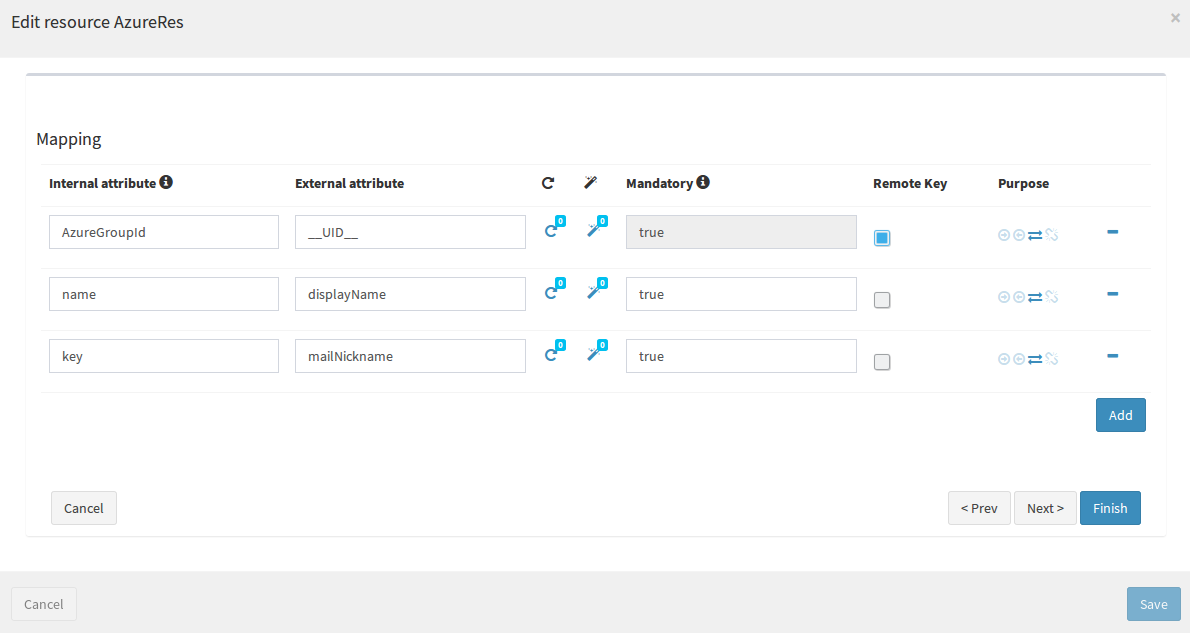 Edit resource AzureRes
×
Mapping
Internal attribute External attribute Mandatory Remote Key Purpose
AzureGroupId __UID__ 0 0 true
name displayName 0 0 true
key mailNickname 0 0 true
Add
Cancel < Prev Next > Finish
Cancel Save